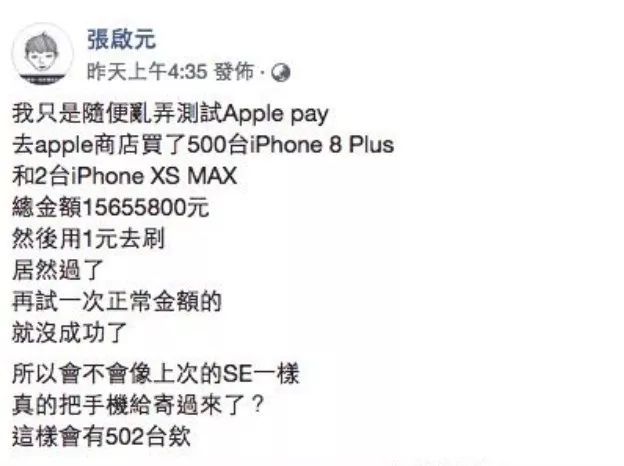 張啟元
昨天上午4:35 發佈·
我只是隨便亂弄測試Apple pay
去apple商店買了500台iPhone 8 Plus
和2台iPhone XS MAX
總金額15655800元
然後用1元去刷
居然過了
再試一次正常金額的
就沒成功了
所以會不會像上次的SE一樣
真的把手機給寄過來了？
這樣會有502台欸